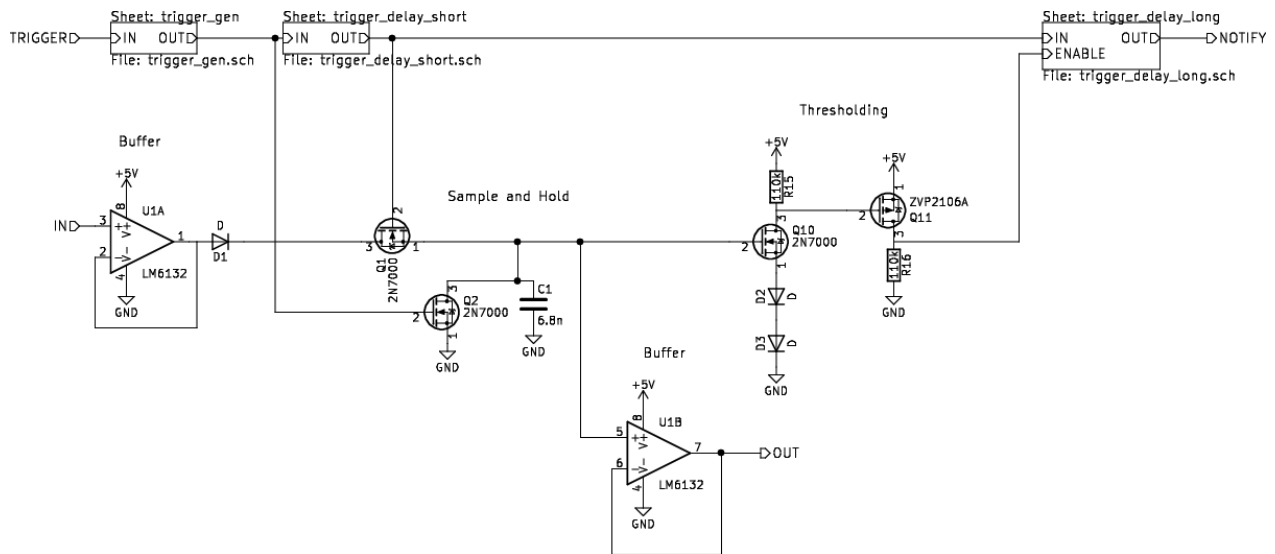 Sheet: trigger_gen
TRIGGER
IN
OUT
File: trigger_gen.sch
Sheet: trigger_delay_short
IN
OUT
File: trigger_delay_short.sch
Sheet: trigger_delay_long
IN
OUT
ENABLE
NOTIFY
File: trigger_delay_long.sch
Buffer
+5V
U1A
8
V+
IN
3
+
2
-
V-
1
4
LM6132
GND
D
D1
Sample and Hold
2
3
1
Q1
2N7000
Q2
2N7000
3
2
1
GND
C1
6.8n
GND
Thresholding
+5V
110k
R15
3
Q10
2N7000
2
1
D2
D
D3
D
GND
+5V
1
ZVP2106A
Q11
2
3
110k
R16
GND
Buffer
+5V
8
U1B
5
+
V+
6
-
V-
7
OUT
4
LM6132
GND